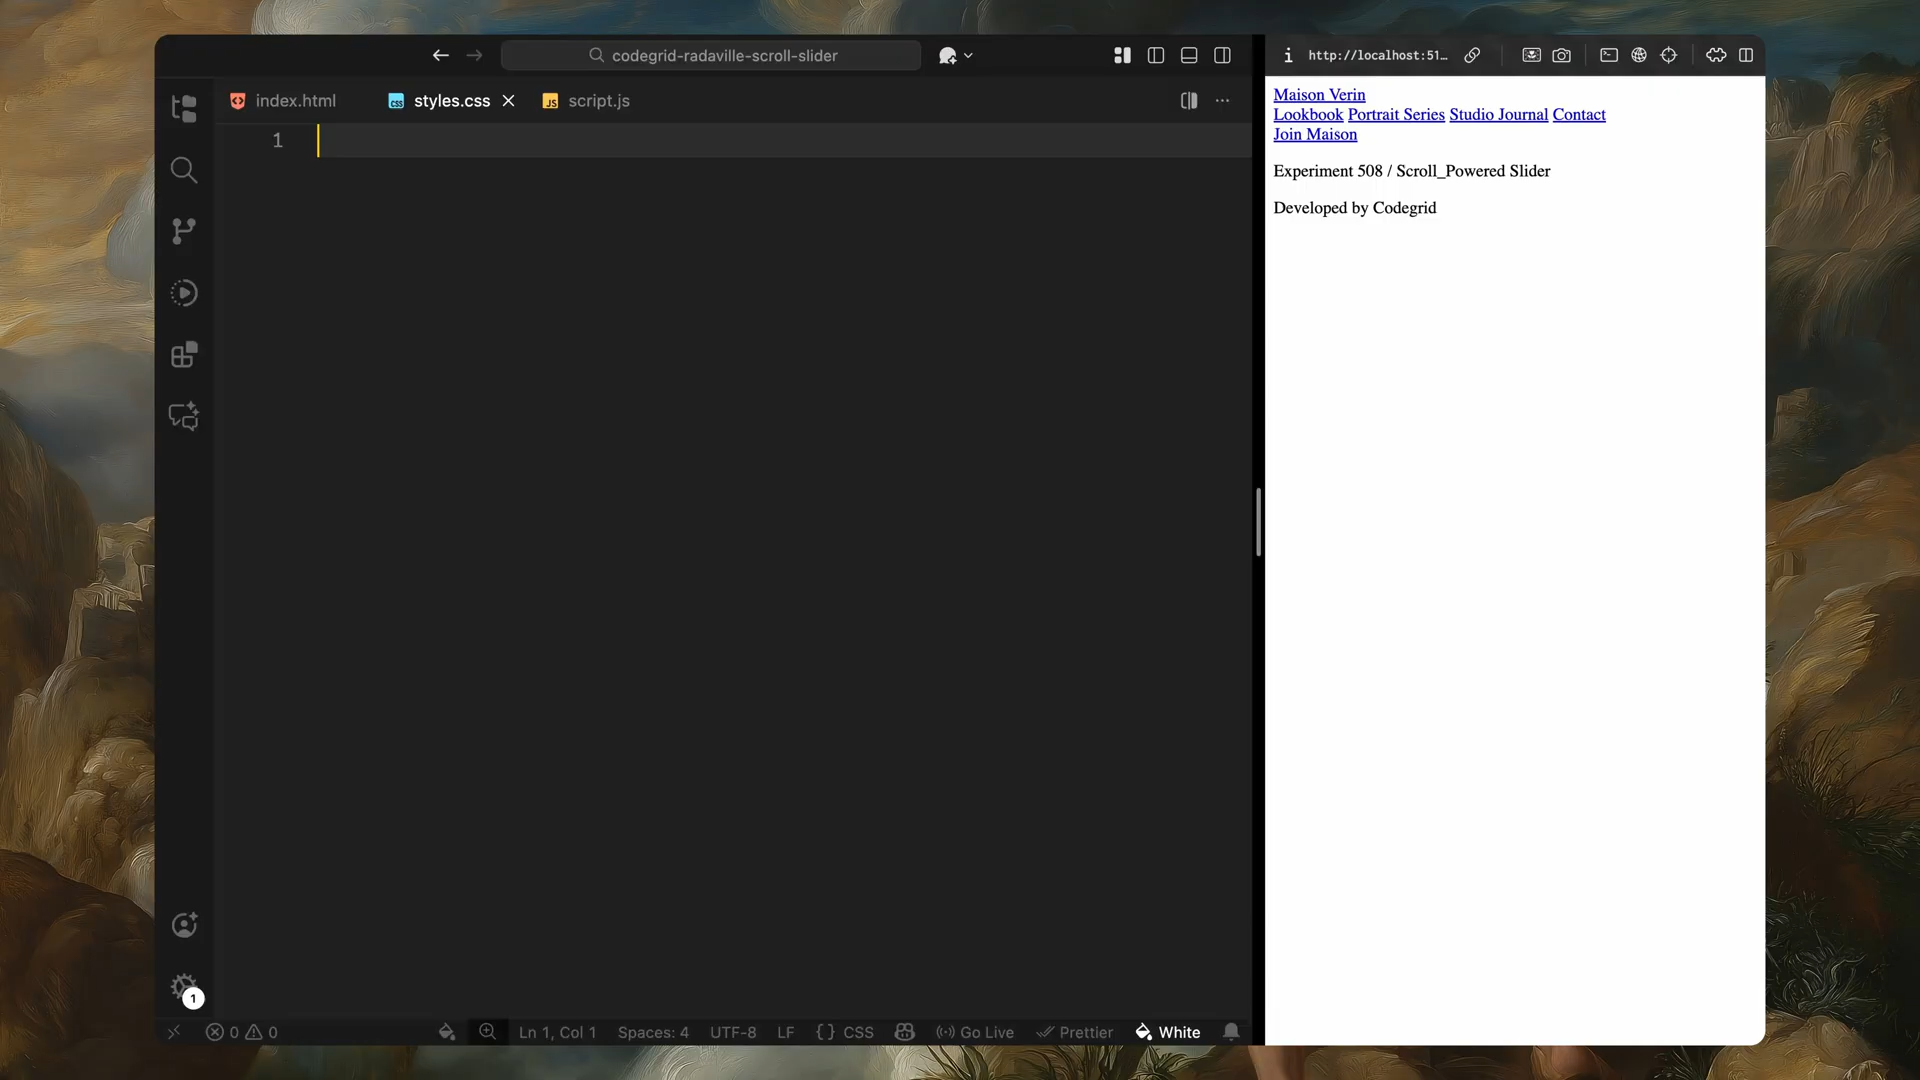 codegrid-radaville-scroll-slider
http://localhost:51...
index.html
styles.css
script.js
1
Maison Verin
Lookbook Portrait Series Studio Journal Contact
Join Maison
Experiment 508 / Scroll_Powered Slider
Developed by Codegrid
1
0 0
Ln 1, Col 1
Spaces: 4
UTF-8
LF
{} CSS
Go Live
Prettier
White